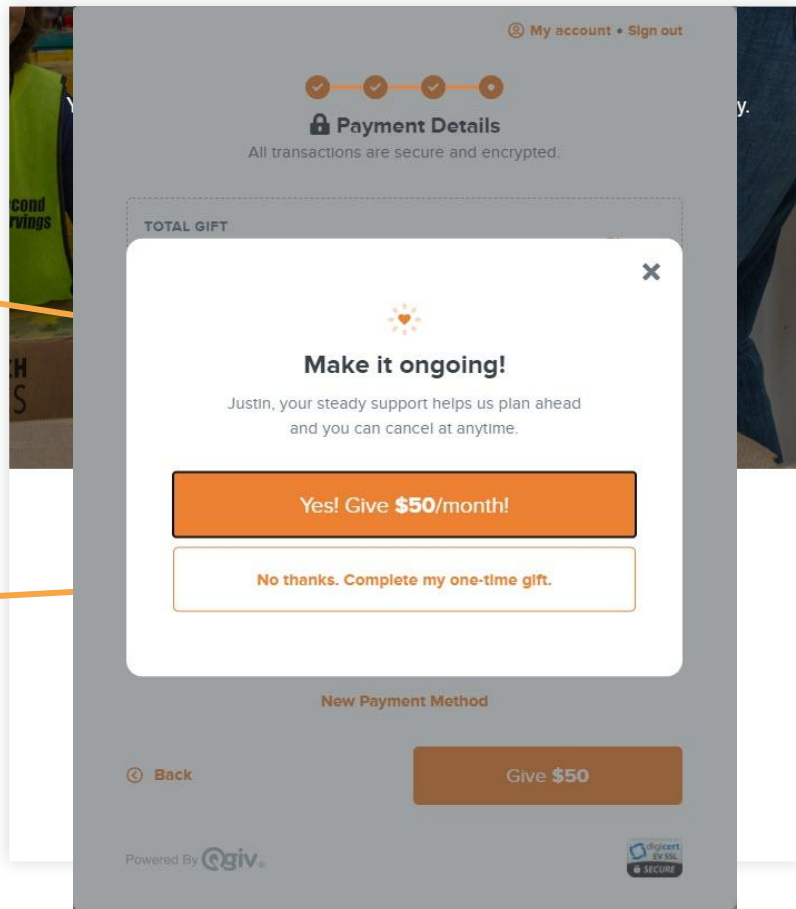 My account • Sign out
Y
y.
Payment Details
All transactions are secure and encrypted.
TOTAL GIFT
Make it ongoing!
Justin, your steady support helps us plan ahead
and you can cancel at anytime.
Yes! Give $50/month!
No thanks. Complete my one-time gift.
New Payment Method
Back
Give $50
Powered By Qgiv
digicert
EV SSL
SECURE